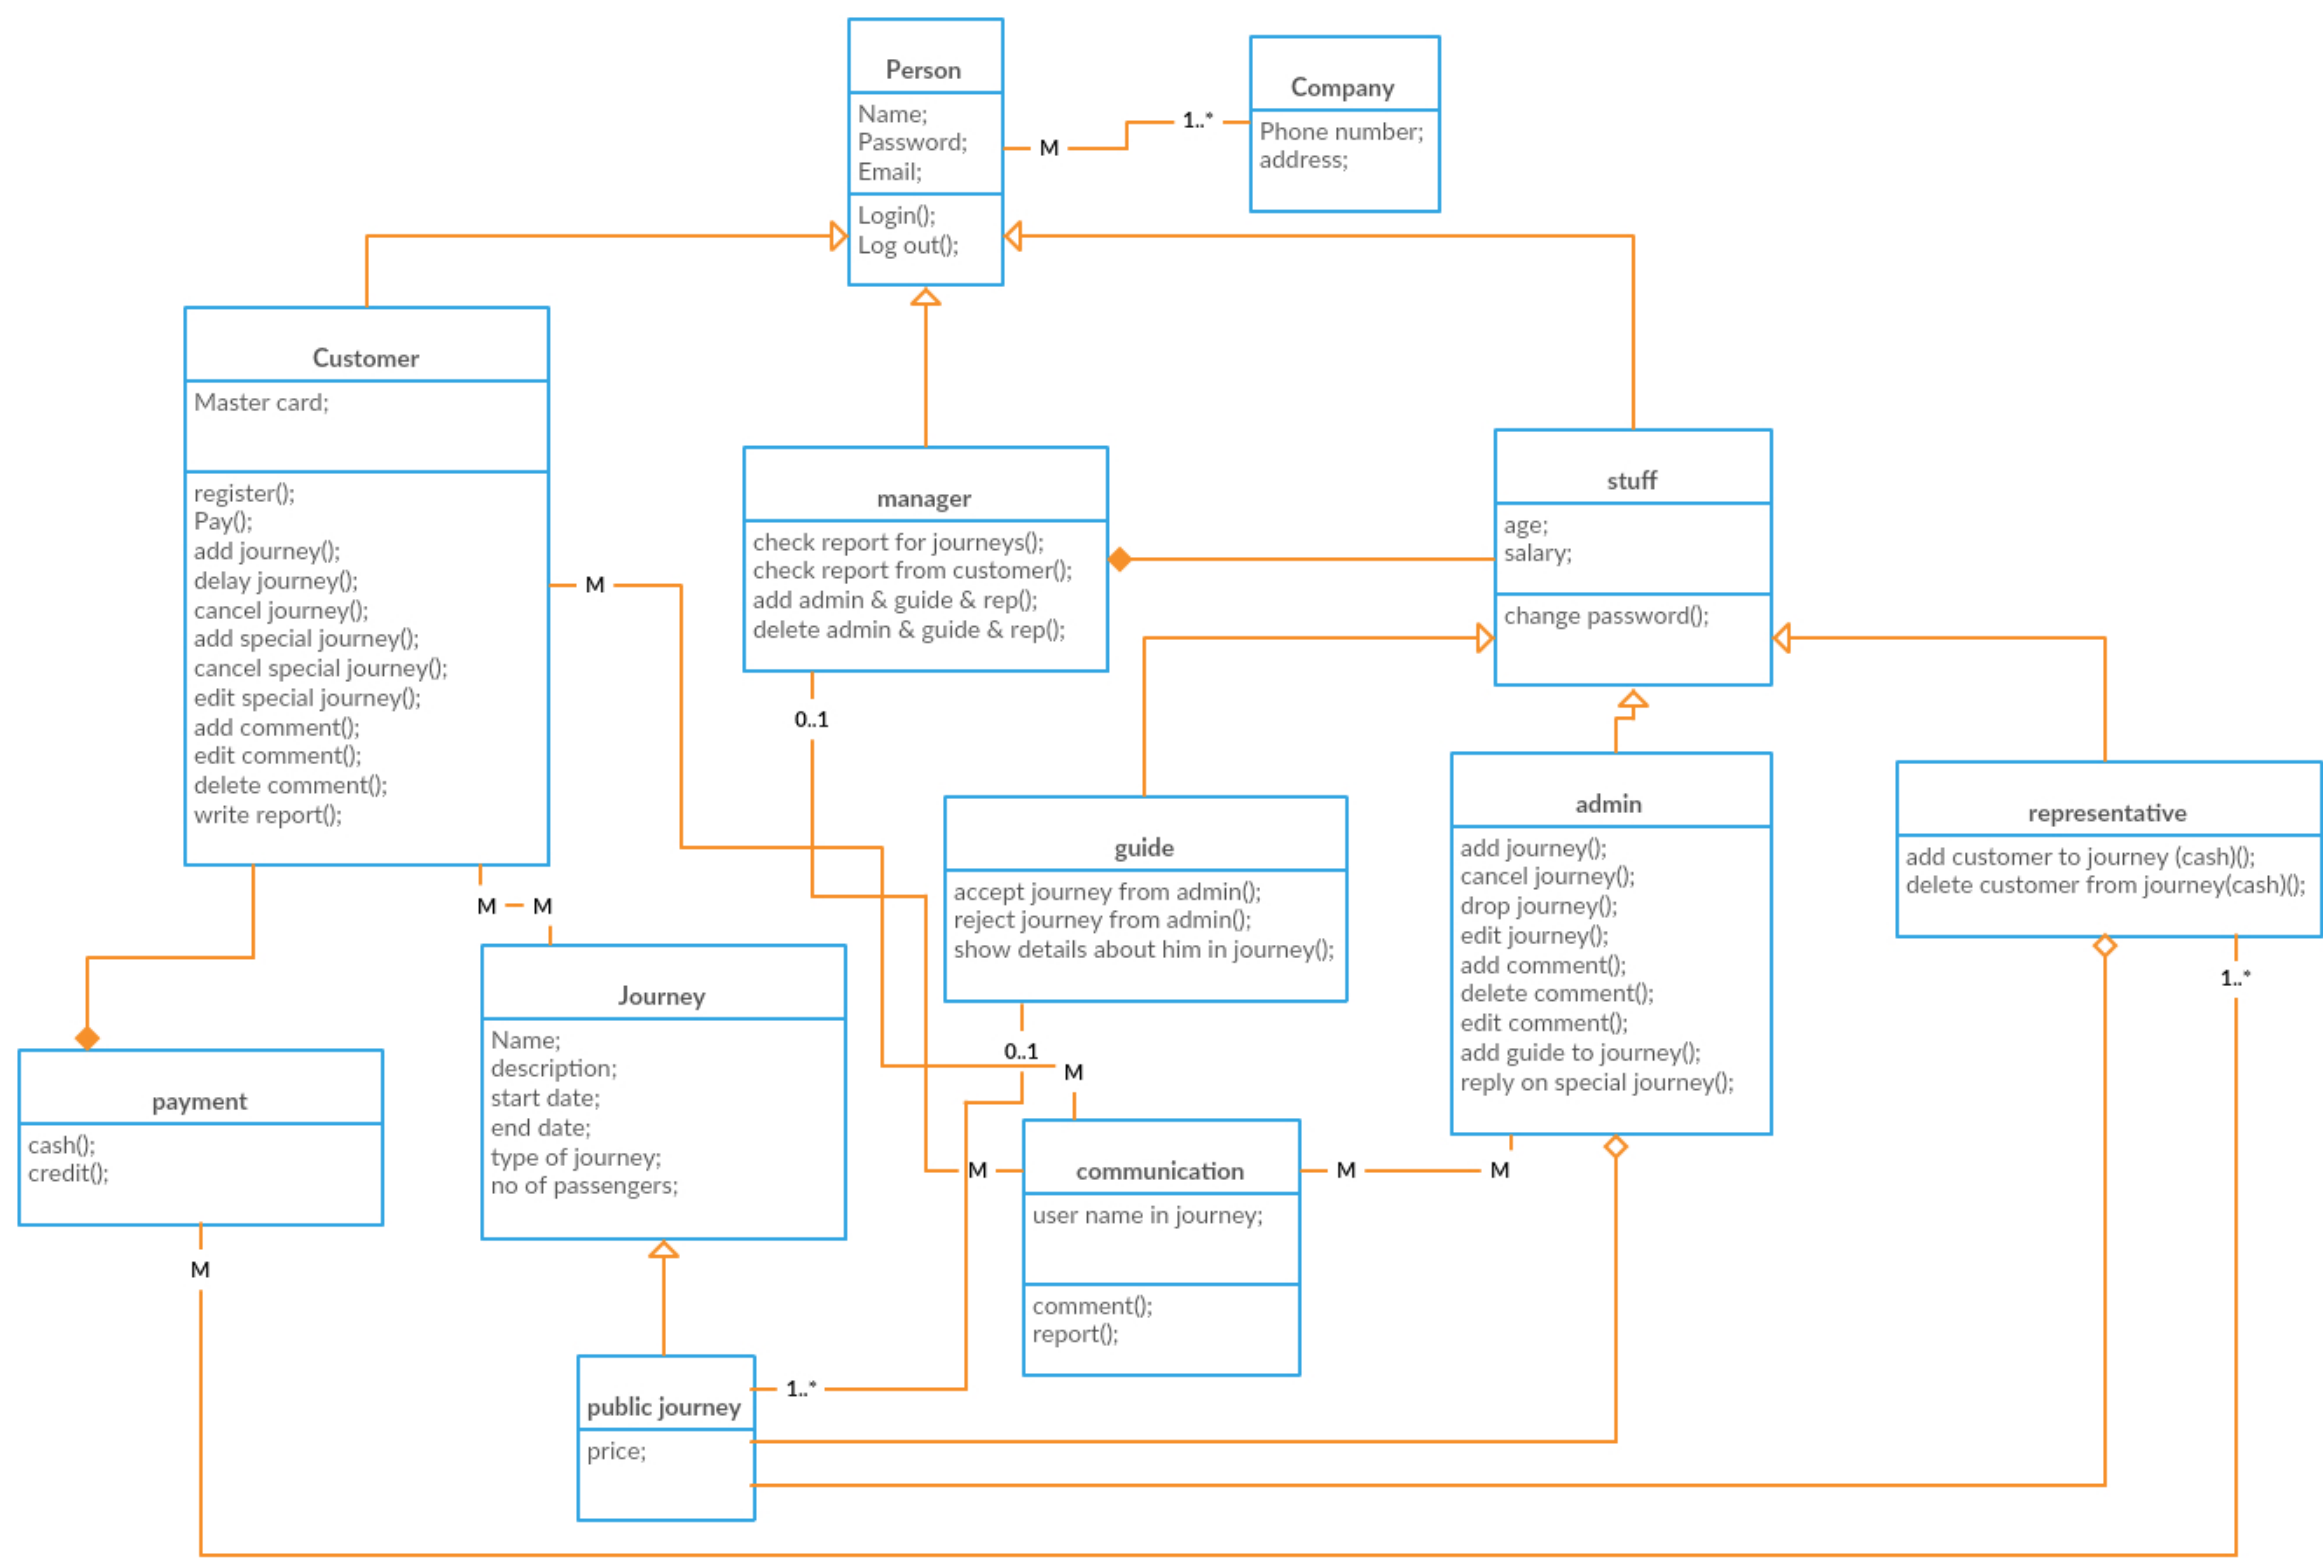 Person
Name;
Password;
Email;
Login();
Log out();
M
1..*
Company
Phone number;
address;
Customer
Master card;
register();
Pay();
add journey();
delay journey();
cancel journey();
add special journey();
cancel special journey();
edit special journey();
add comment();
edit comment();
delete comment();
write report();
M
M
M
manager
check report for journeys();
check report from customer();
add admin & guide & rep();
delete admin & guide & rep();
0..1
stuff
age;
salary;
change password();
guide
accept journey from admin();
reject journey from admin();
show details about him in journey();
0..1
M
admin
add journey();
cancel journey();
drop journey();
edit journey();
add comment();
delete comment();
edit comment();
add guide to journey();
reply on special journey();
representative
add customer to journey (cash)();
delete customer from journey(cash)();
1..*
payment
cash();
credit();
M
Journey
Name;
description;
start date;
end date;
type of journey;
no of passengers;
M
communication
user name in journey;
comment();
report();
M
M
public journey
price;
1..*